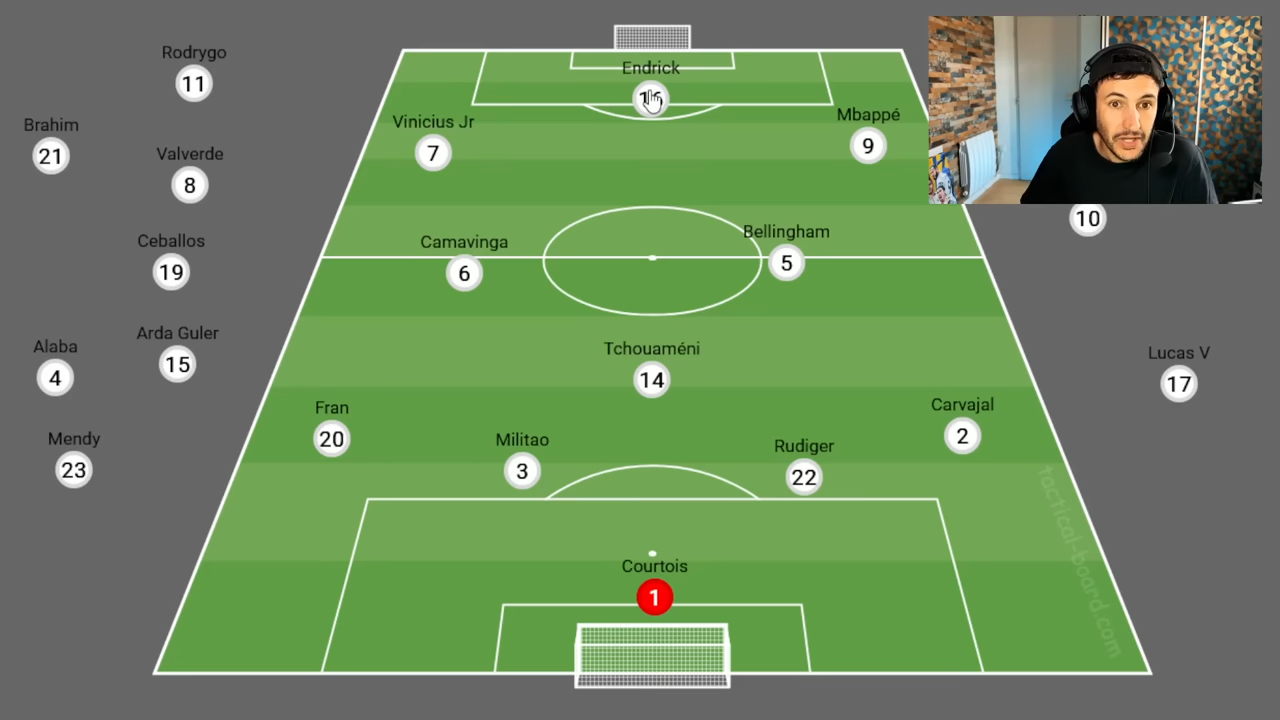 Rodrygo
11
Brahim
21
Valverde
8
Ceballos
19
Arda Guler
15
Alaba
4
Mendy
23
Endrick
Vinicius Jr
7
Mbappé
9
Camavinga
6
Bellingham
5
Tchouaméni
14
Fran
20
Militao
3
Rudiger
22
Carvajal
2
Courtois
1
10
Lucas V
17
tactical-board.com